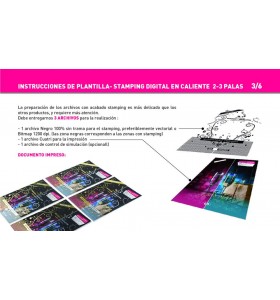 INSTRUCCIONES DE PLANTILLA- STAMPING DIGITAL EN CALIENTE 2-3 PALAS 3/6
La preparación de los archivos con acabado stamping es más delicada que los
otros productos, y requiere más atención.
Debe entregarnos 3 ARCHIVOS para la realización :
- 1 archivo Negro 100% sin trama para el stamping, preferiblemente vectorial o
Bitmap 1200 dpi. (las zona negras corresponden a las zonas con stamping)
- 1 archivo Cuatri para la impresión
- 1 archivo de control de simulación (opcional)
DOCUMENTO IMPRESO: